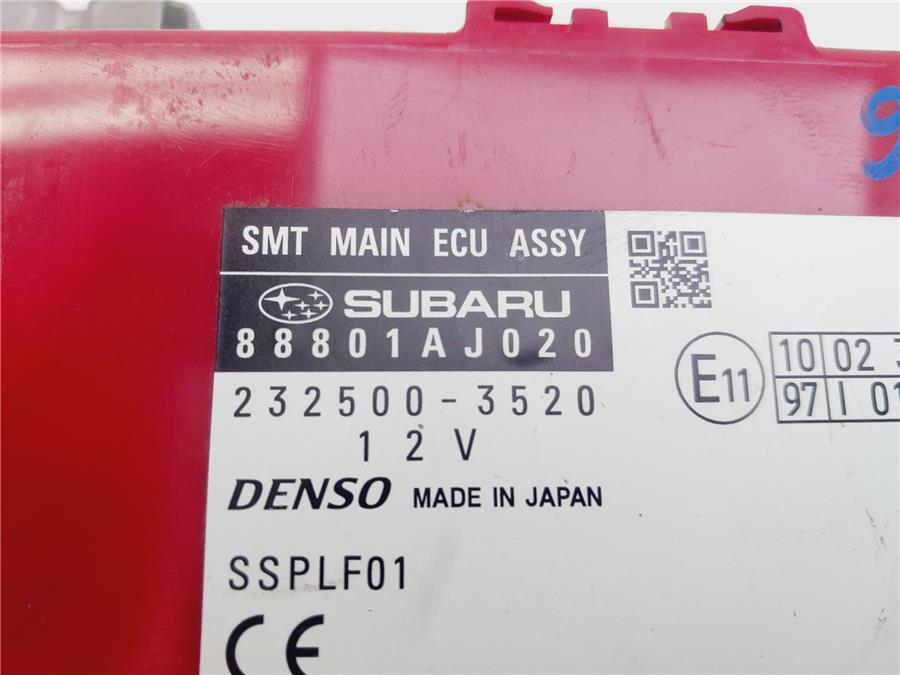 SMT MAIN ECU ASSY
SUBARU
88801AJ020
232500-3520
12V
DENSO MADE IN JAPAN
SSPLF01
CE
E11
10 02
97 I 01